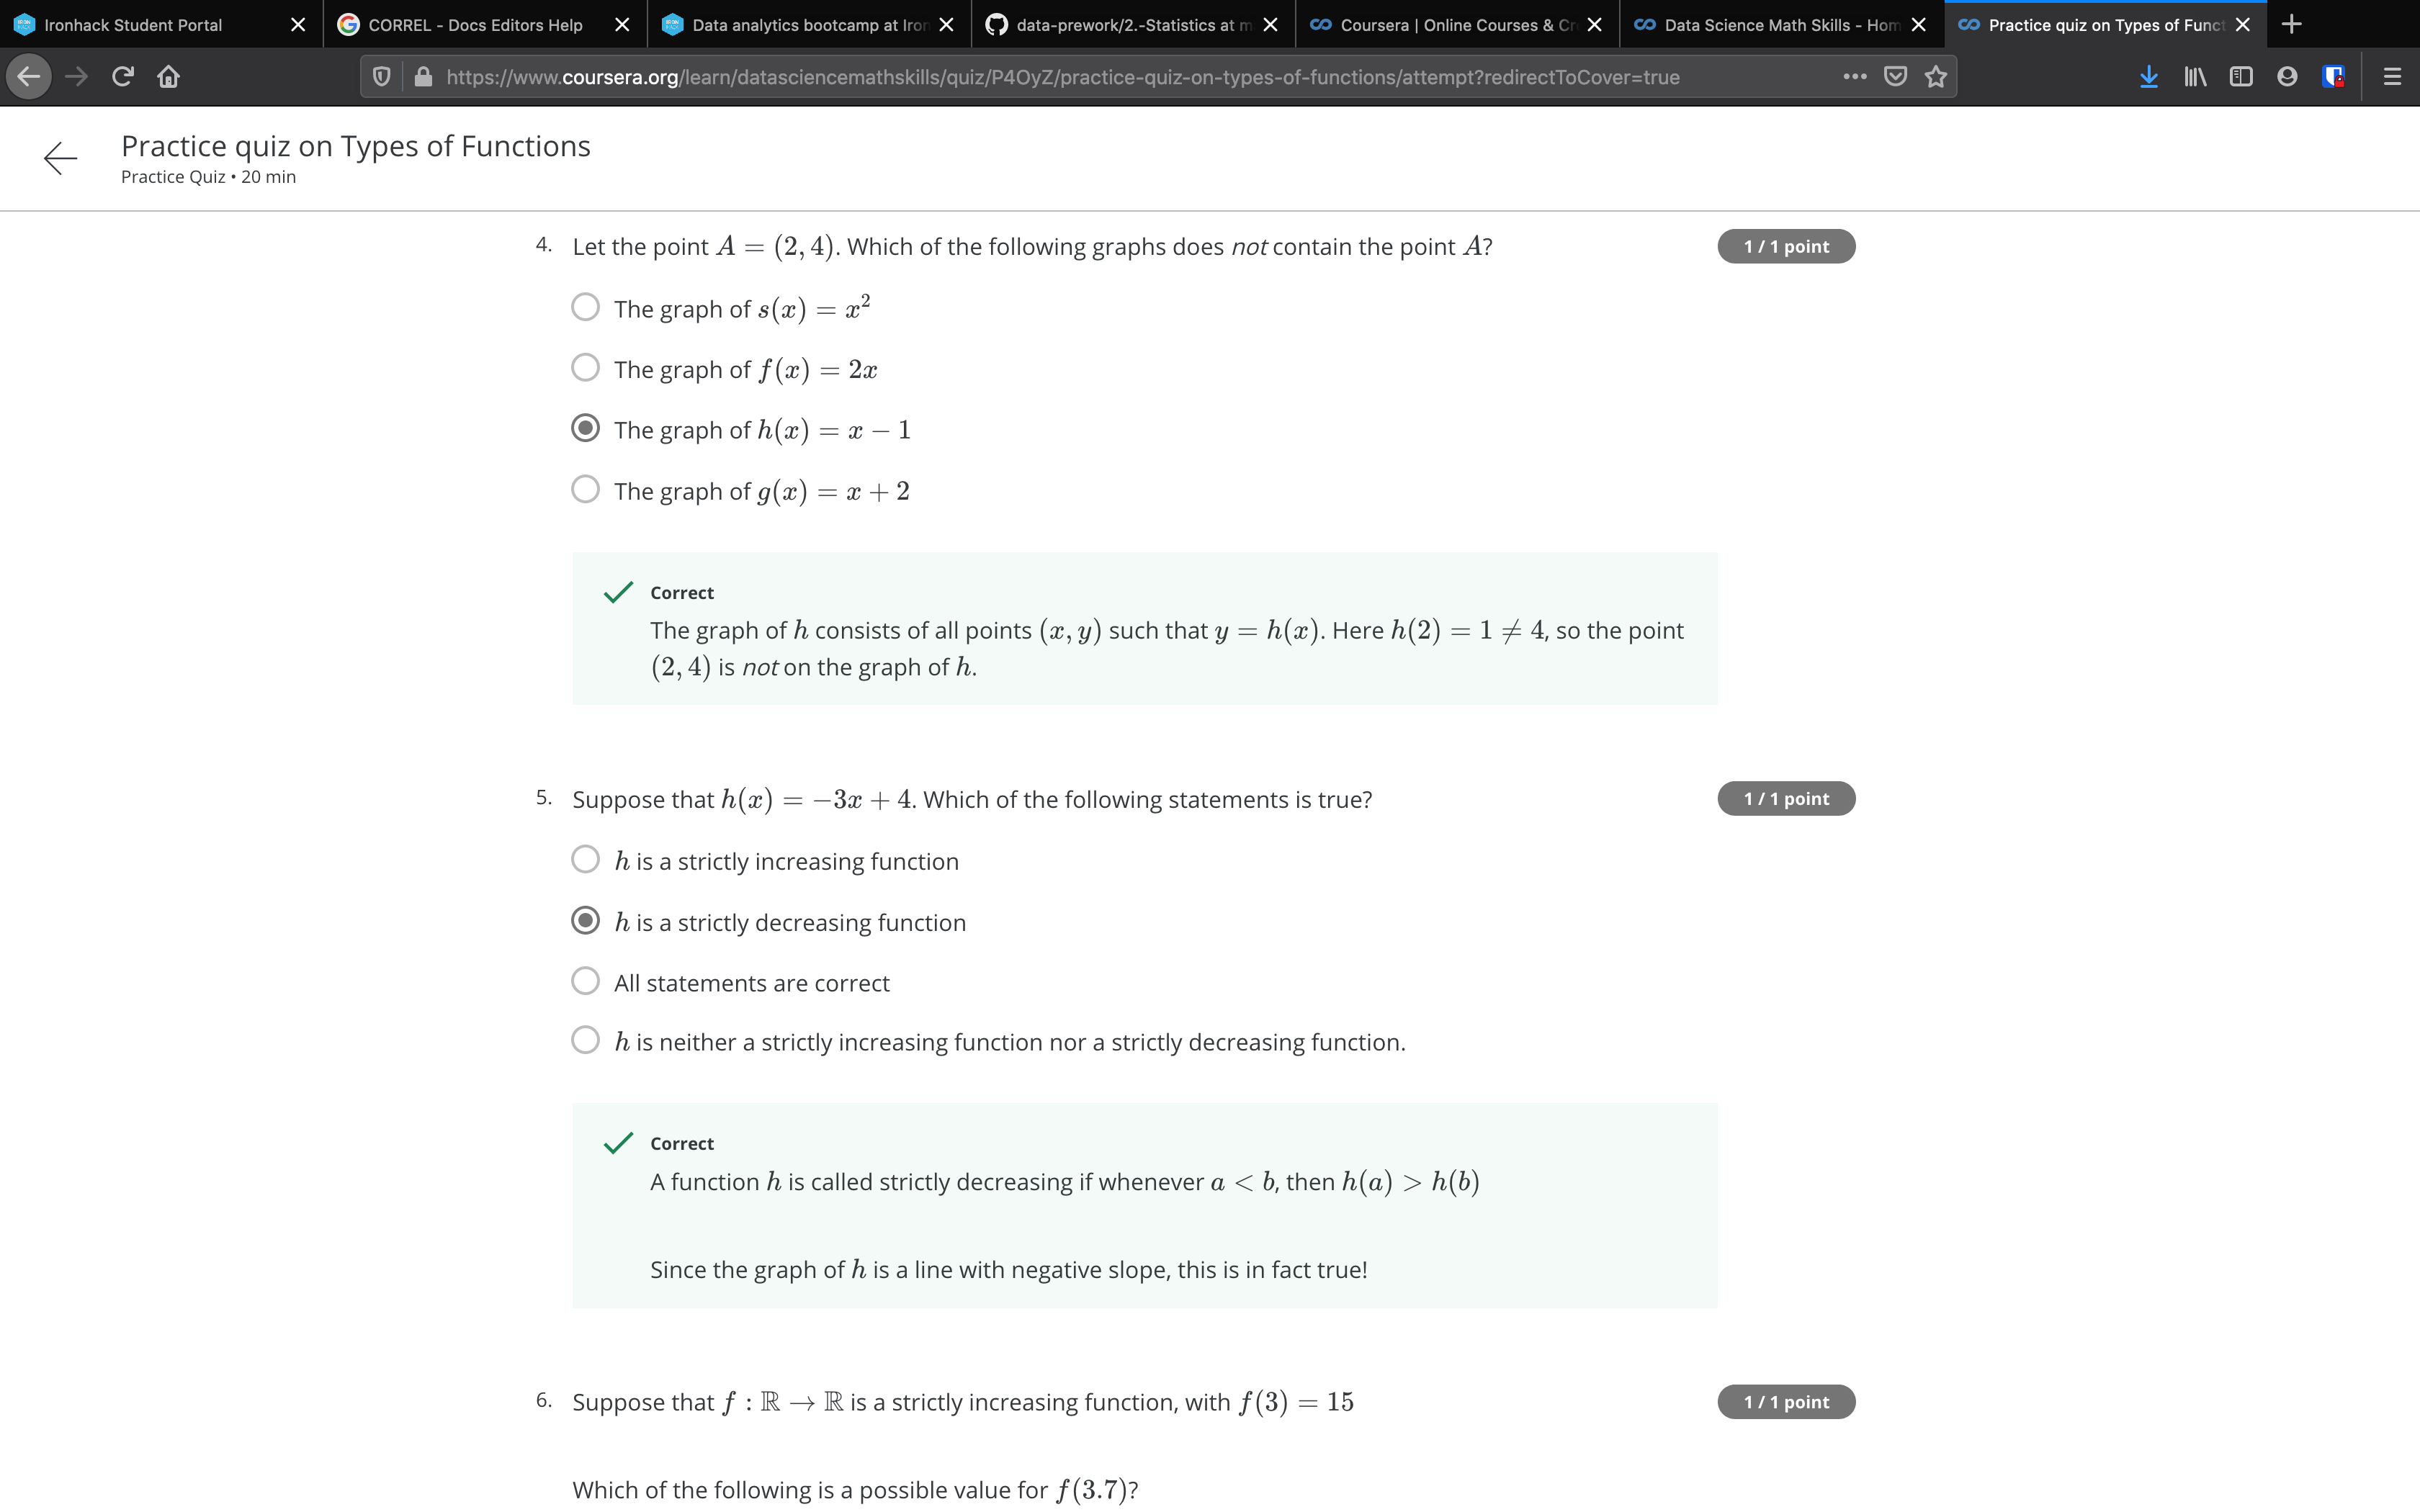 Ironhack Student Portal
CORREL - Docs Editors Help
Data analytics bootcamp at Iron
data-prework/2.-Statistics at m
Coursera | Online Courses & Cr
Data Science Math Skills - Hom
Practice quiz on Types of Funct
https://www.coursera.org/learn/datasciencemathskills/quiz/P4OyZ/practice-quiz-on-types-of-functions/attempt?redirectToCover=true
Practice quiz on Types of Functions
Practice Quiz • 20 min
4. Let the point A = (2, 4). Which of the following graphs does not contain the point A?
1 / 1 point
The graph of s(x) = x²
The graph of f(x) = 2x
The graph of h(x) = x − 1
The graph of g(x) = x + 2
Correct
The graph of h consists of all points (x, y) such that y = h(x). Here h(2) = 1 ≠ 4, so the point
(2, 4) is not on the graph of h.
5. Suppose that h(x) = −3x + 4. Which of the following statements is true?
1 / 1 point
h is a strictly increasing function
h is a strictly decreasing function
All statements are correct
h is neither a strictly increasing function nor a strictly decreasing function.
Correct
A function h is called strictly decreasing if whenever a < b, then h(a) > h(b)
Since the graph of h is a line with negative slope, this is in fact true!
6. Suppose that f : ℝ → ℝ is a strictly increasing function, with f(3) = 15
1 / 1 point
Which of the following is a possible value for f(3.7)?